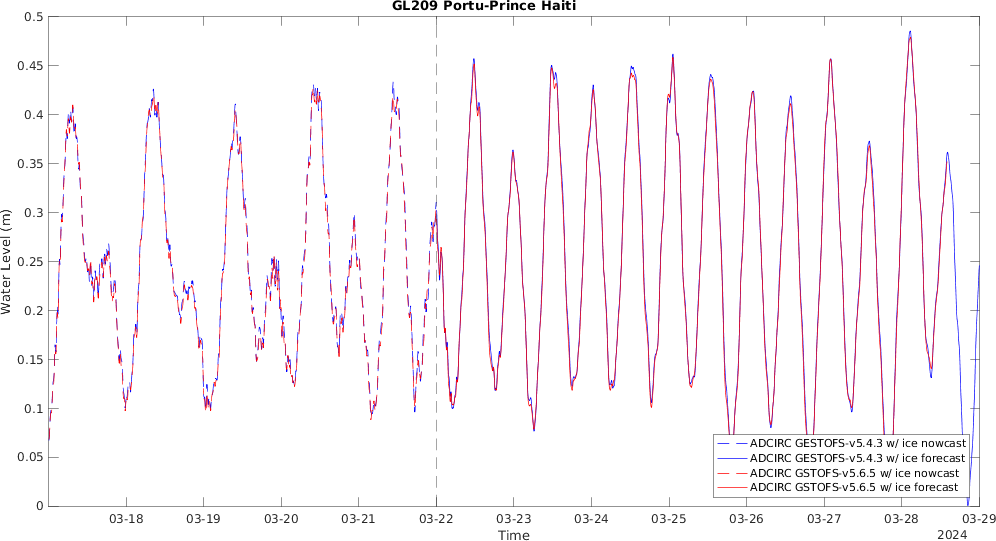 GL209 Portu-Prince Haiti
0.5
0.45
0.4
0.35
0.3
0.25
0.2
0.15
0.1
0.05
0
Water Level (m)
ADCIRC GESTOFS-v5.4.3 w/ ice nowcast
ADCIRC GESTOFS-v5.4.3 w/ ice forecast
ADCIRC GSTOFS-v5.6.5 w/ ice nowcast
ADCIRC GSTOFS-v5.6.5 w/ ice forecast
03-18 03-19 03-20 03-21 03-22 03-23 03-24 03-25 03-26 03-27 03-28 03-29
Time
2024